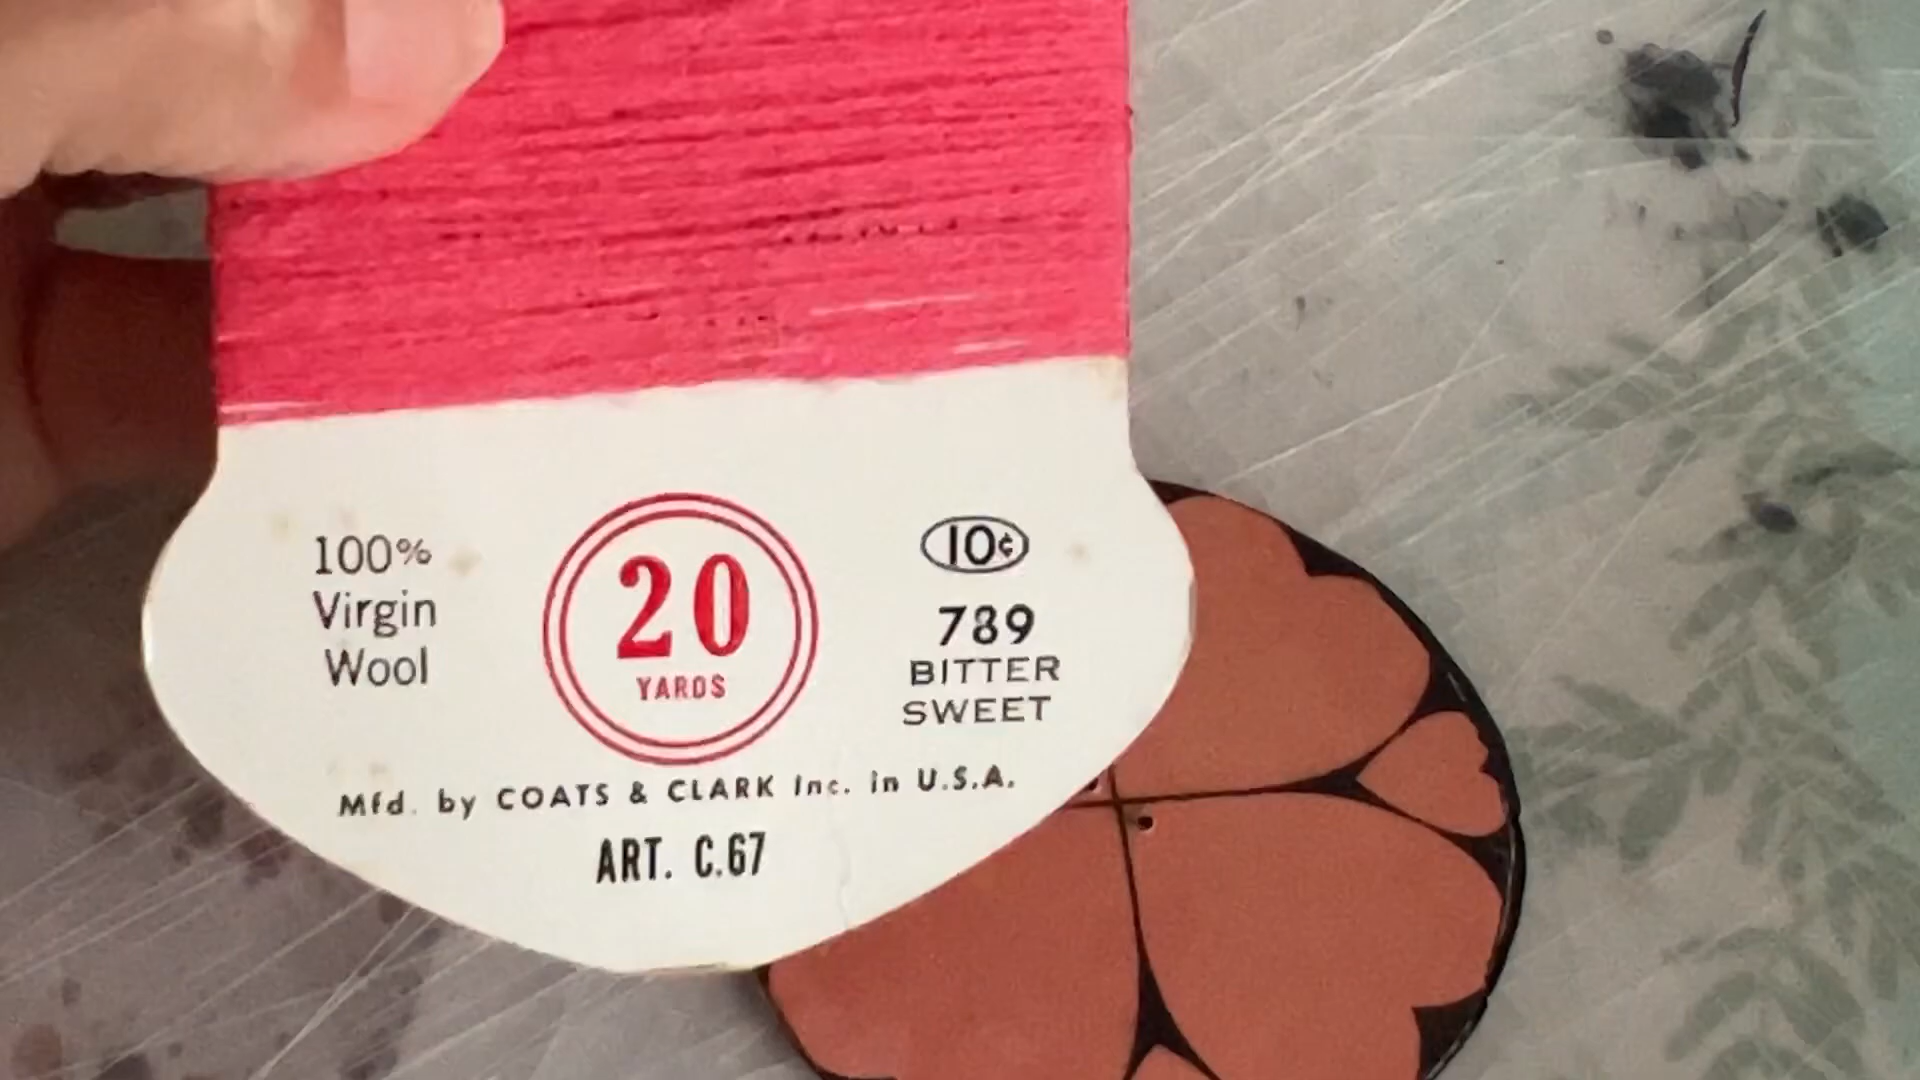 100%
Virgin
Wool
20
YARDS
10¢
789
BITTER
SWEET
Mfd. by COATS & CLARK Inc. in U.S.A.
ART. C.67